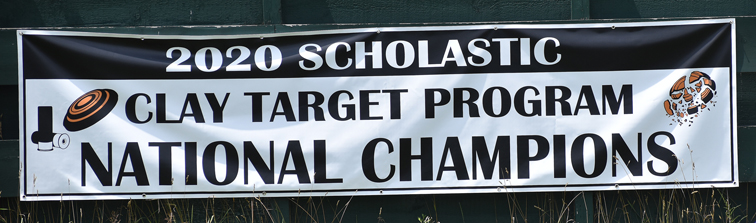 2020 SCHOLASTIC
CLAY TARGET PROGRAM
NATIONAL CHAMPIONS